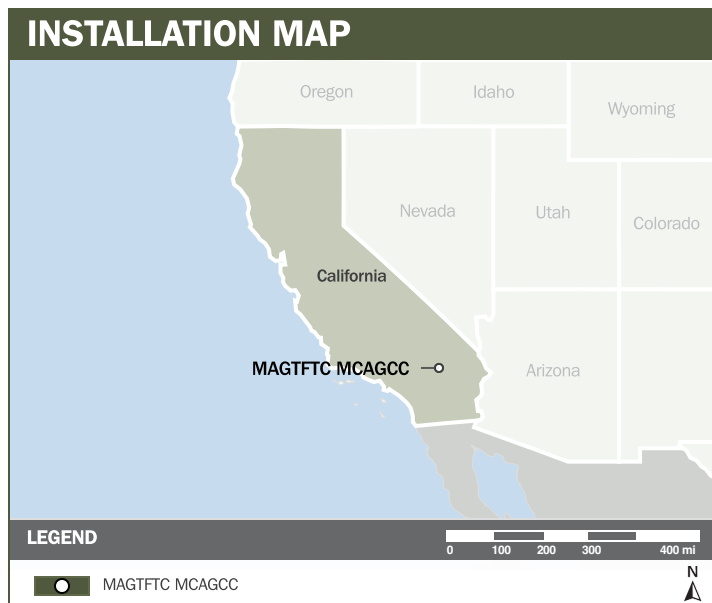 INSTALLATION MAP
Oregon
Idaho
Wyoming
Nevada
Utah
Colorado
California
MAGTFTC MCAGCC
Arizona
LEGEND
0 100 200 300 400 mi
MAGTFTC MCAGCC
N